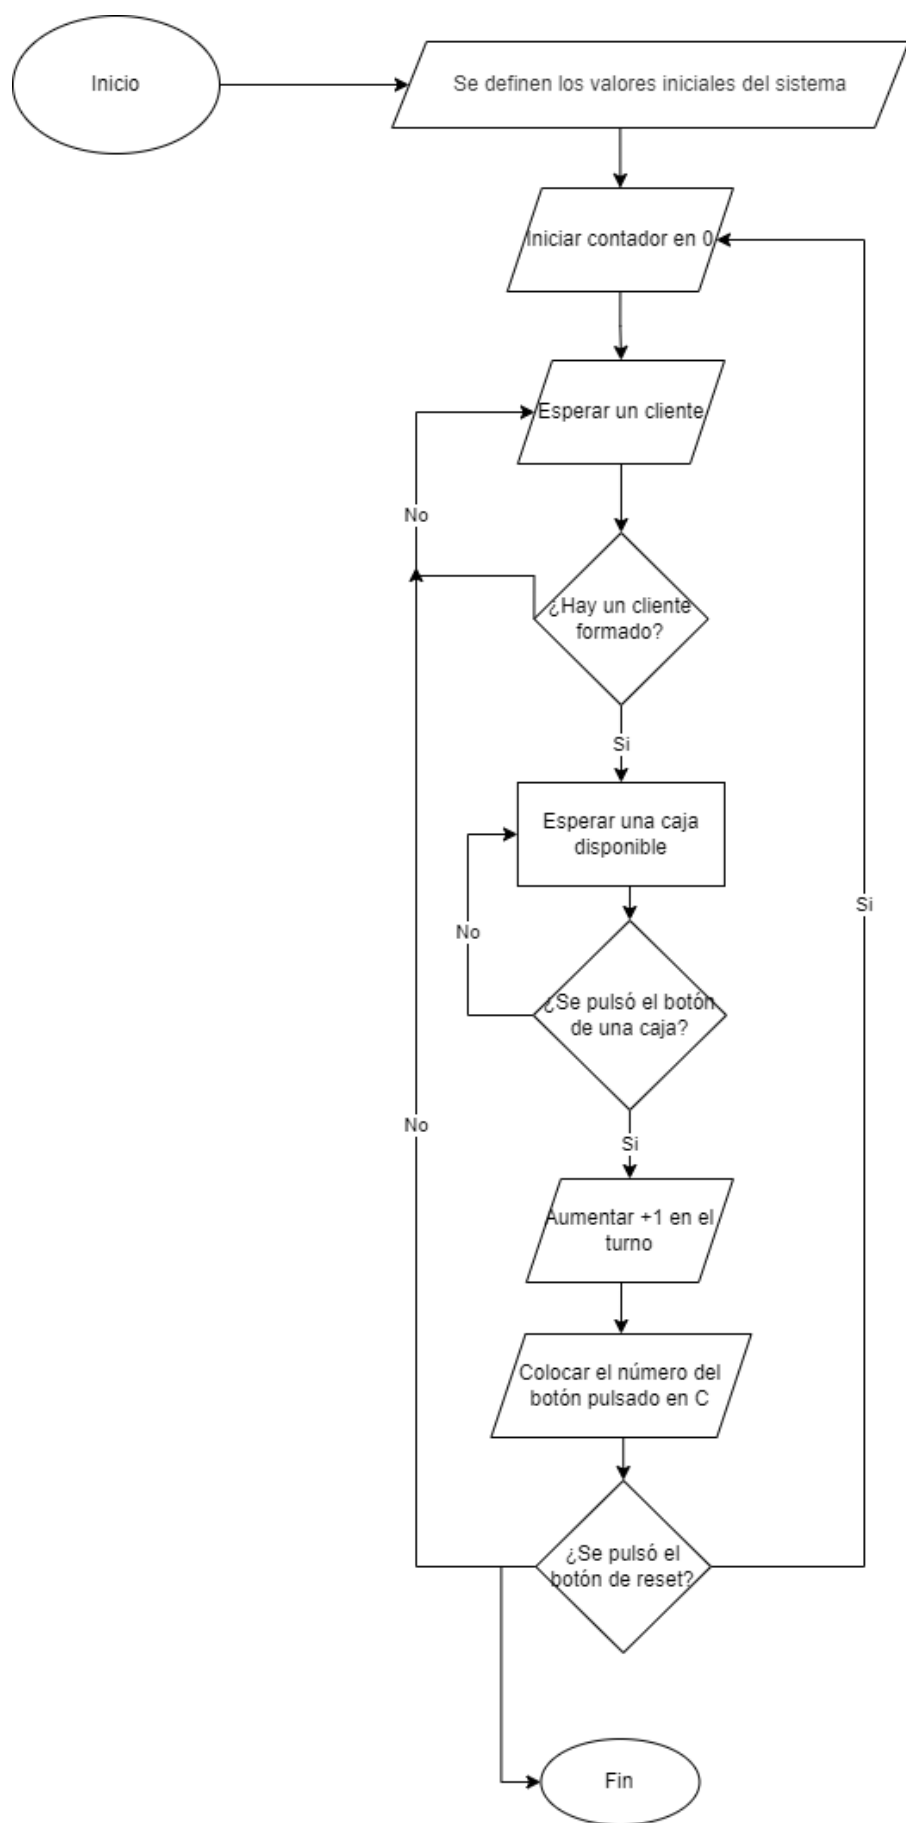 Inicio
Se definen los valores iniciales del sistema
Iniciar contador en 0
Esperar un cliente
No
¿Hay un cliente
formado?
Si
Esperar una caja
disponible
Si
No
¿Se pulsó el botón
de una caja?
No
Si
Aumentar +1 en el
turno
Colocar el número del
botón pulsado en C
¿Se pulsó el
botón de reset?
Fin